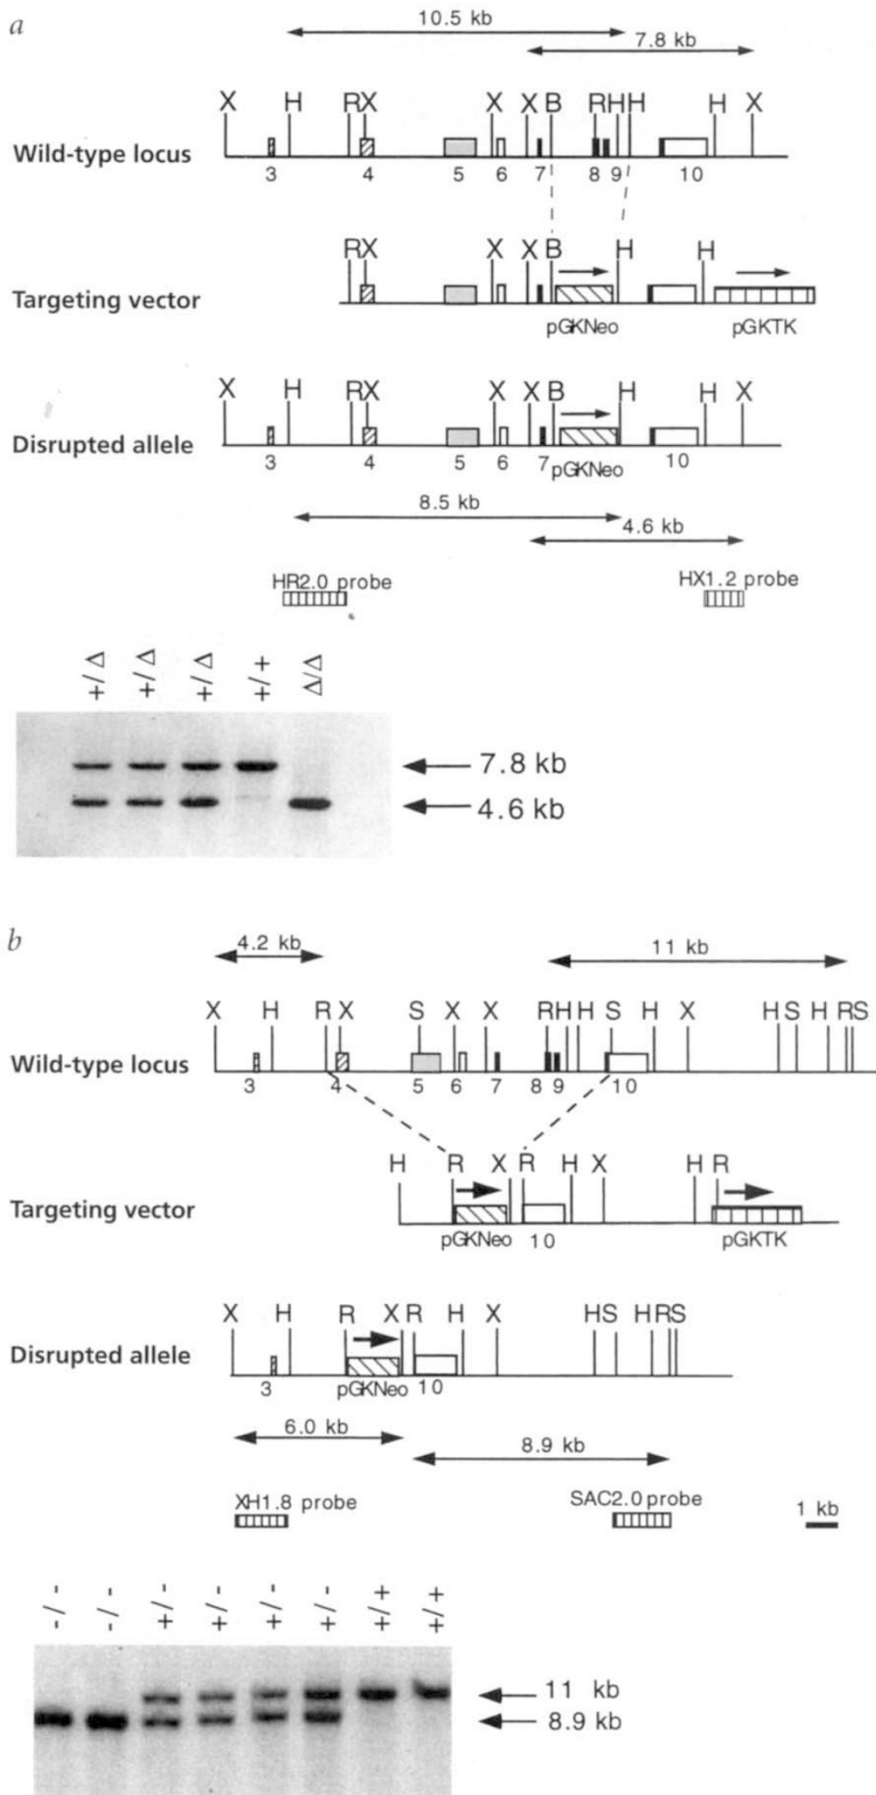 a
10.5 kb
7.8 kb
X H RX X X B RHH H X
Wild-type locus
3 4 5 6 7 8 9 10
RX X X B H H
Targeting vector
pGKNeo pGKTK
X H RX X X B H H X
Disrupted allele
3 4 5 6 7 pGKNeo 10
8.5 kb
4.6 kb
HR2.0 probe HX1.2 probe
+/Δ +/Δ +/Δ +/+ Δ/Δ
7.8 kb
4.6 kb
b
4.2 kb 11 kb
X H R X S X X RHH S H X H S H RS
Wild-type locus
3 4 5 6 7 8 9 10
H R X R H X H R
Targeting vector
pGKNeo 10 pGKTK
X H R X R H X HS HRS
Disrupted allele
3 pGKNeo 10
6.0 kb
8.9 kb
XH1.8 probe SAC2.0 probe 1 kb
-/- -/- +/- +/- +/- +/- +/+ +/+
11 kb
8.9 kb